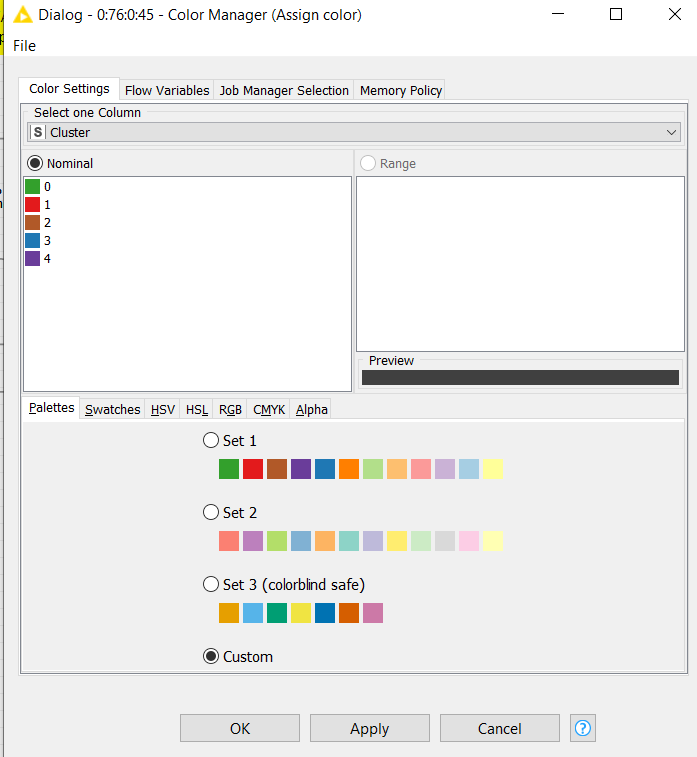 Dialog - 0:76:0:45 - Color Manager (Assign color)
File
Color Settings Flow Variables Job Manager Selection Memory Policy
Select one Column
S Cluster
Nominal
Range
0
1
2
3
4
Preview
Palettes Swatches HSV HSL RGB CMYK Alpha
Set 1
Set 2
Set 3 (colorblind safe)
Custom
OK Apply Cancel ?